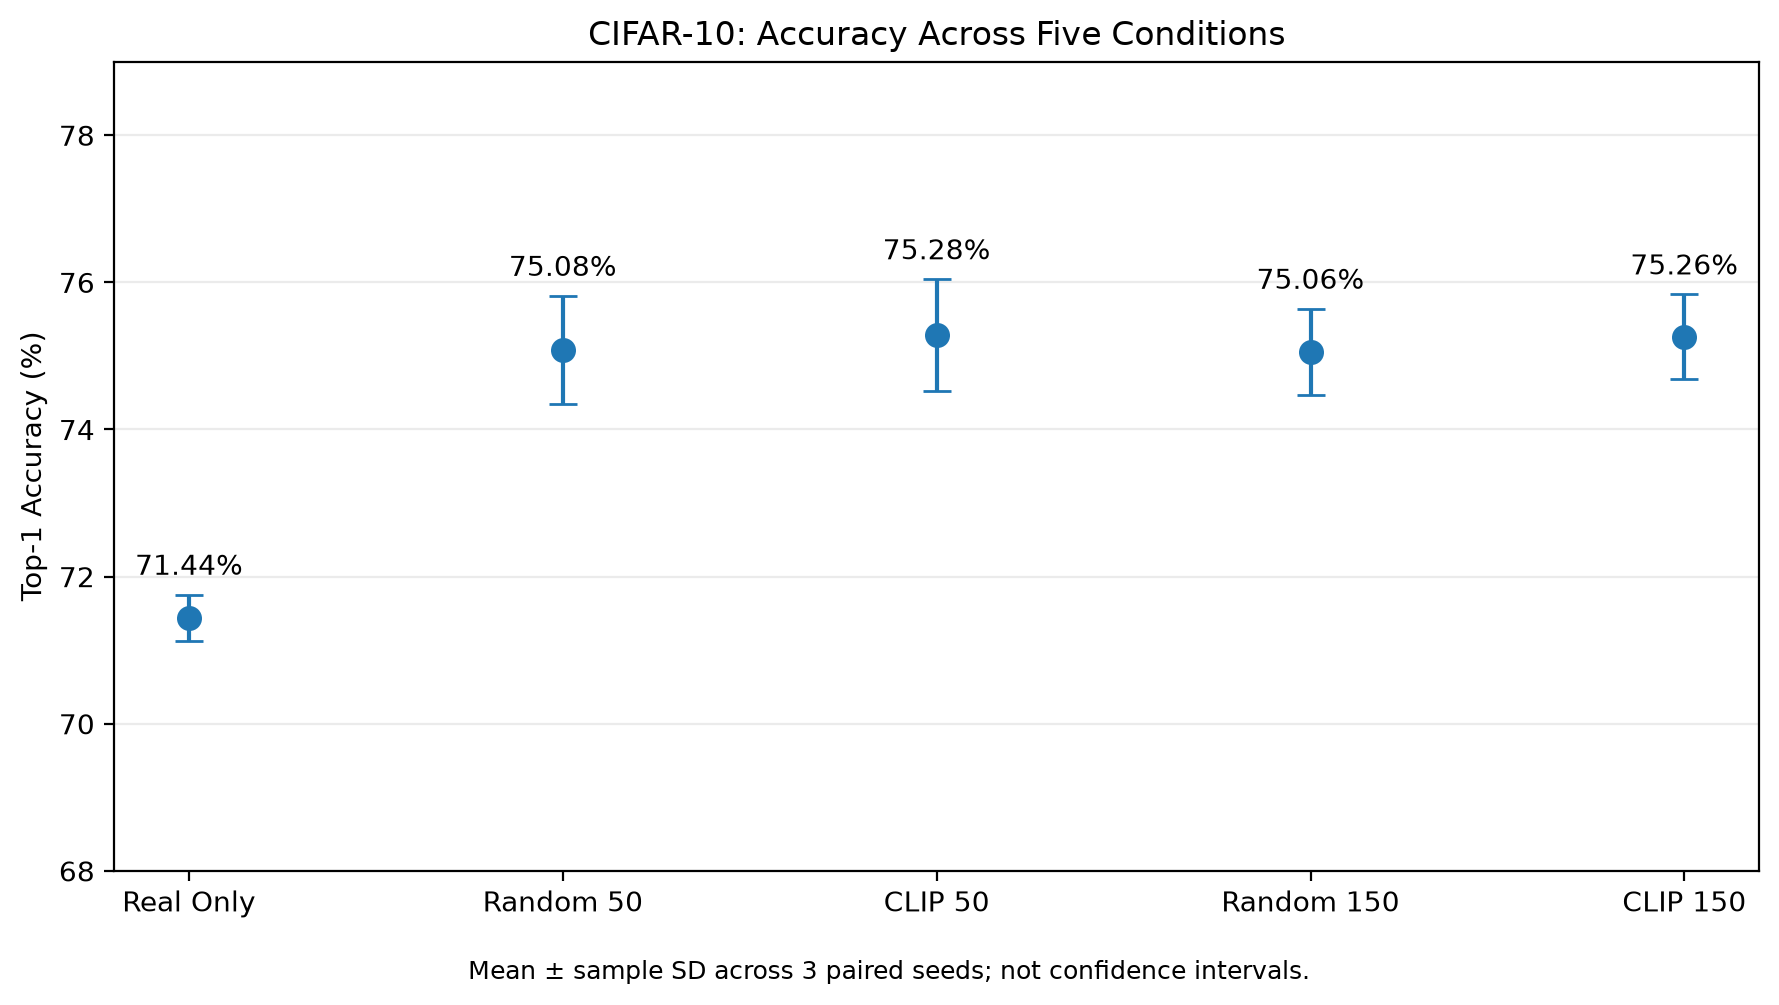 CIFAR-10: Accuracy Across Five Conditions
Top-1 Accuracy (%)
78
76
74
72
70
68
71.44%
75.08%
75.28%
75.06%
75.26%
Real Only
Random 50
CLIP 50
Random 150
CLIP 150
Mean ± sample SD across 3 paired seeds; not confidence intervals.